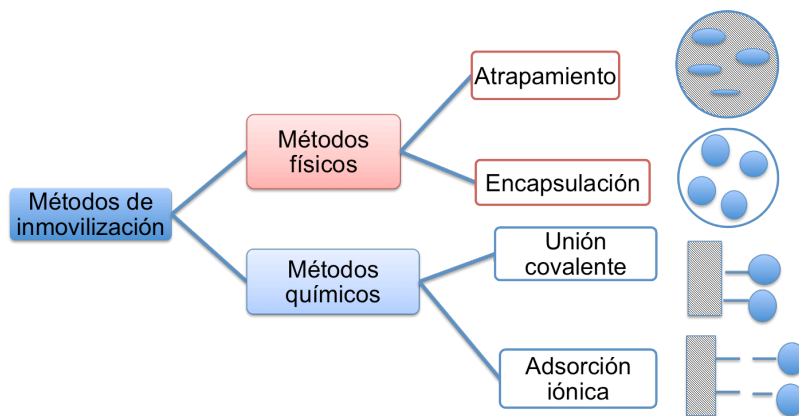 Métodos de
inmovilización
Métodos
físicos
Atrapamiento
Encapsulación
Métodos
químicos
Unión
covalente
Adsorción
iónica